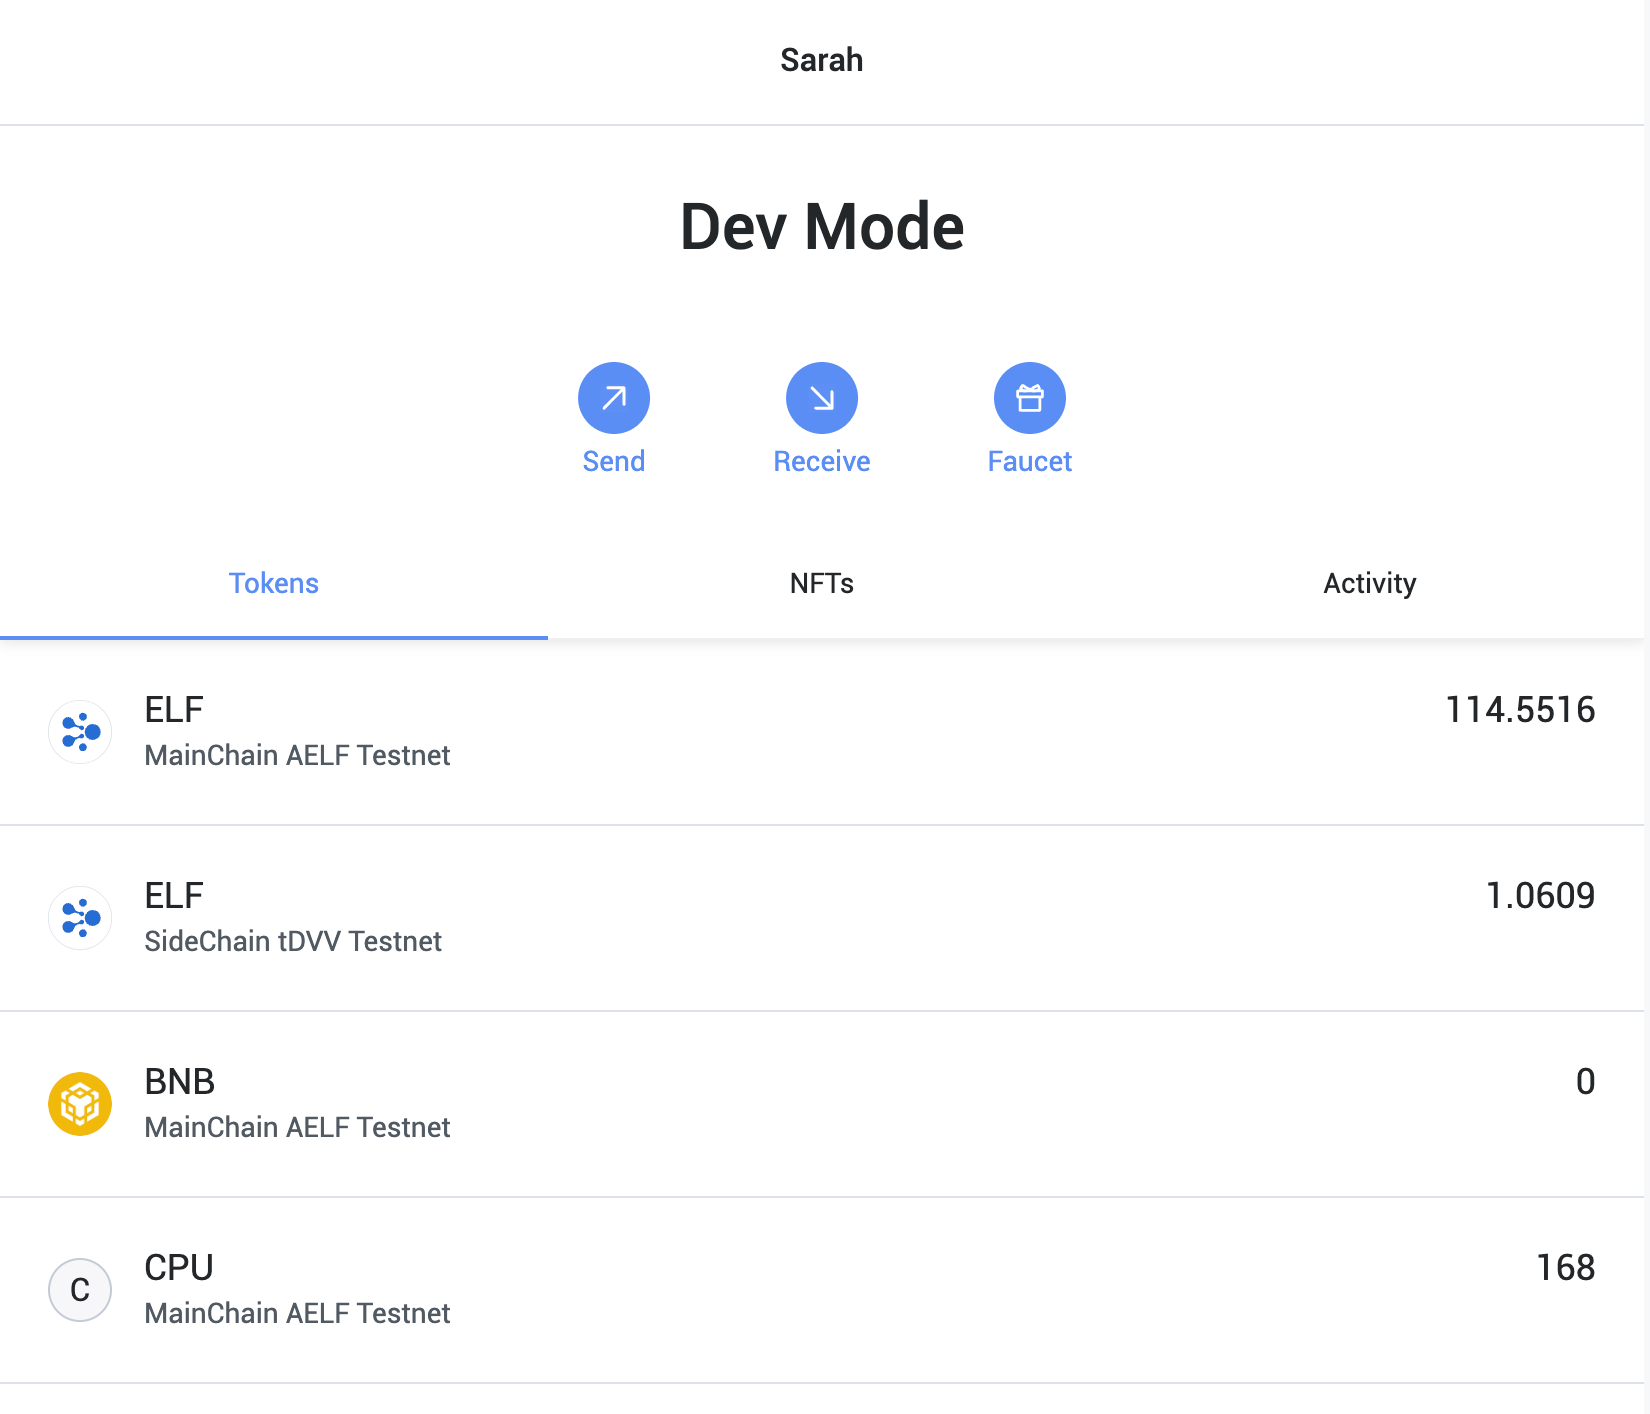 Sarah
Dev Mode
Send Receive Faucet
Tokens NFTs Activity
ELF 114.5516
MainChain AELF Testnet
ELF 1.0609
SideChain tDVV Testnet
BNB 0
MainChain AELF Testnet
C CPU 168
MainChain AELF Testnet